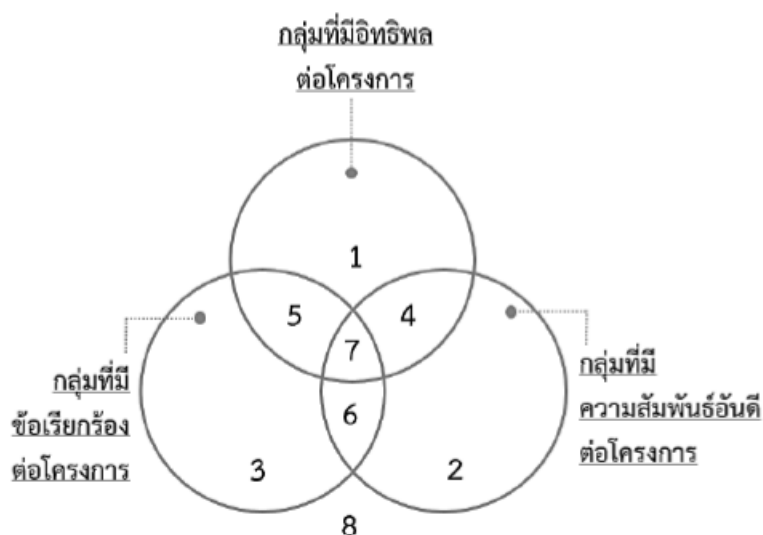 กลุ่มที่มีอิทธิพล
ต่อโครงการ
1
5
4
7
6
3
2
8
กลุ่มที่มี
ข้อเรียกร้อง
ต่อโครงการ
กลุ่มที่มี
ความสัมพันธ์อันดี
ต่อโครงการ